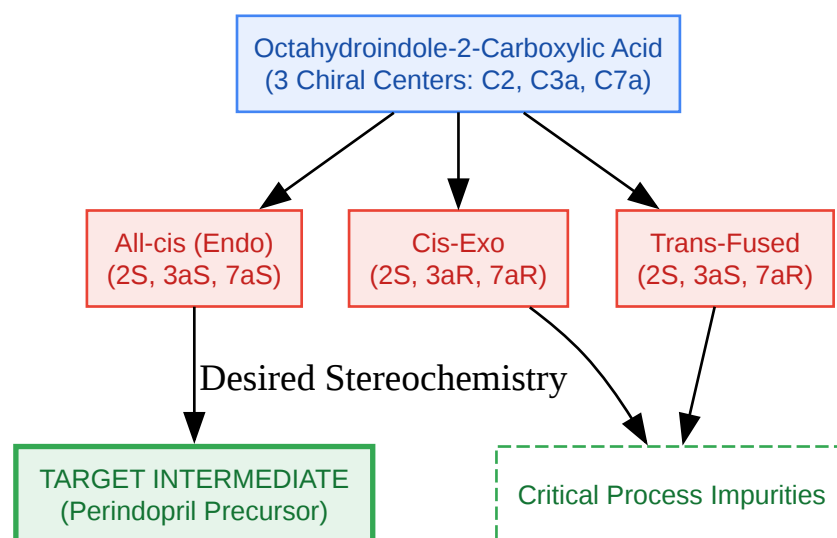 Octahydroindole-2-Carboxylic Acid
(3 Chiral Centers: C2, C3a, C7a)
All-cis (Endo)
(2S, 3aS, 7aS)
Cis-Exo
(2S, 3aR, 7aR)
Trans-Fused
(2S, 3aS, 7aR)
Desired Stereochemistry
TARGET INTERMEDIATE
(Perindopril Precursor)
Critical Process Impurities